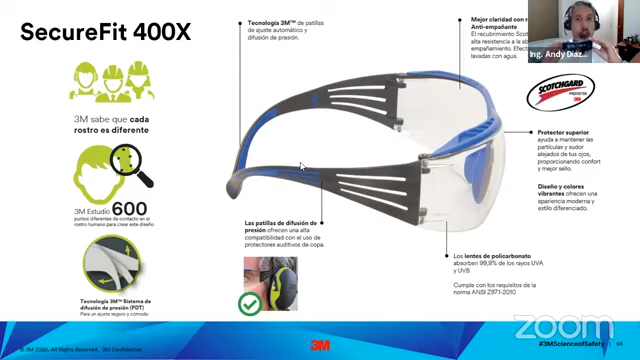 SecureFit 400X
3M sabe que cada
rostro es diferente
3M Estudió 600
puntos diferentes de contacto en el
rostro humano para crear este diseño
Tecnología 3M™ Sistema de
difusión de presión (PDT)
Para un ajuste seguro y cómodo
Tecnología 3M™ de patillas
de ajuste automático y
difusión de presión.
Las patillas de difusión de
presión ofrecen una alta
compatibilidad con el uso de
protectores auditivos de copa.
Mejor claridad con
Anti-empañante
El recubrimiento
alta resistencia a la
empañamiento.
lavadas con agua.
Ing. Andy Díaz...
SCOTCHGARD
PROTECTOR
3M
Protector superior
ayuda a mantener las
partículas y sudor
alejados de tus ojos,
proporcionando confort
y mejor sello.
Diseño y colores
vibrantes ofrecen una
apariencia moderna y
estilo diferenciado.
Los lentes de policarbonato
absorben 99,9% de los rayos UVA
y UVB.
Cumple con los requisitos de la
norma ANSI Z871-2010
zoom
© 3M 2020. All Rights Reserved. 3M Confidential.
3M
#3MScienceofSafety | 64